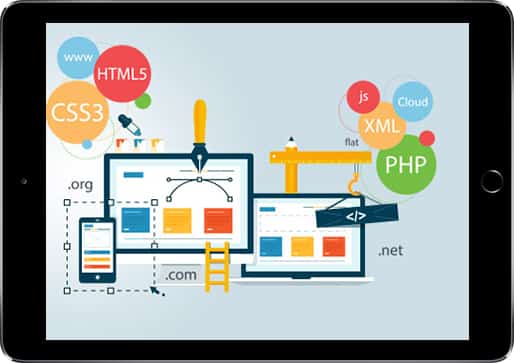 www
HTML5
CSS3
js
Cloud
XML
flat
PHP
.org
</>
.net
.com